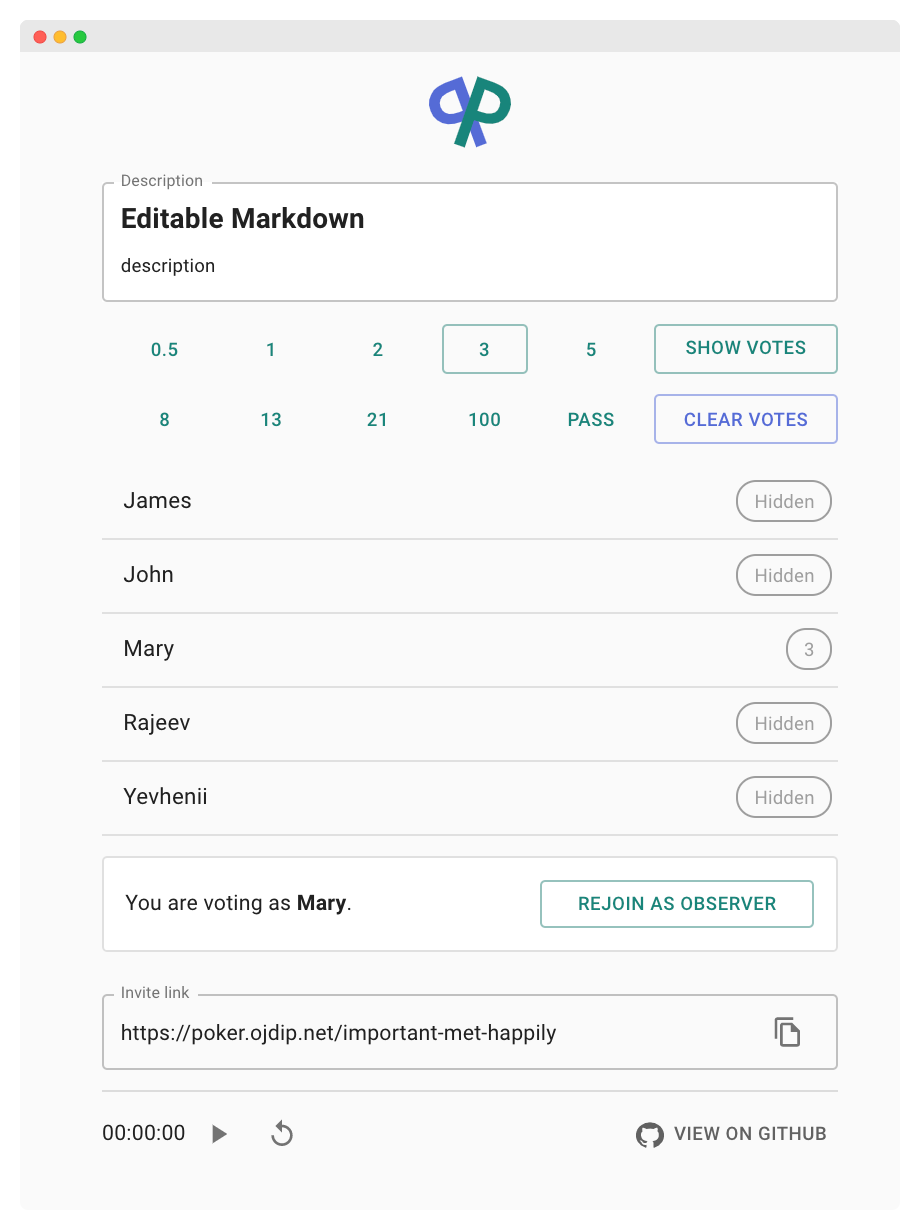 Description
Editable Markdown
description
0.5 1 2 3 5 SHOW VOTES
8 13 21 100 PASS CLEAR VOTES
James Hidden
John Hidden
Mary 3
Rajeev Hidden
Yevhenii Hidden
You are voting as Mary. REJOIN AS OBSERVER
Invite link
https://poker.ojdip.net/important-met-happily
00:00:00 VIEW ON GITHUB